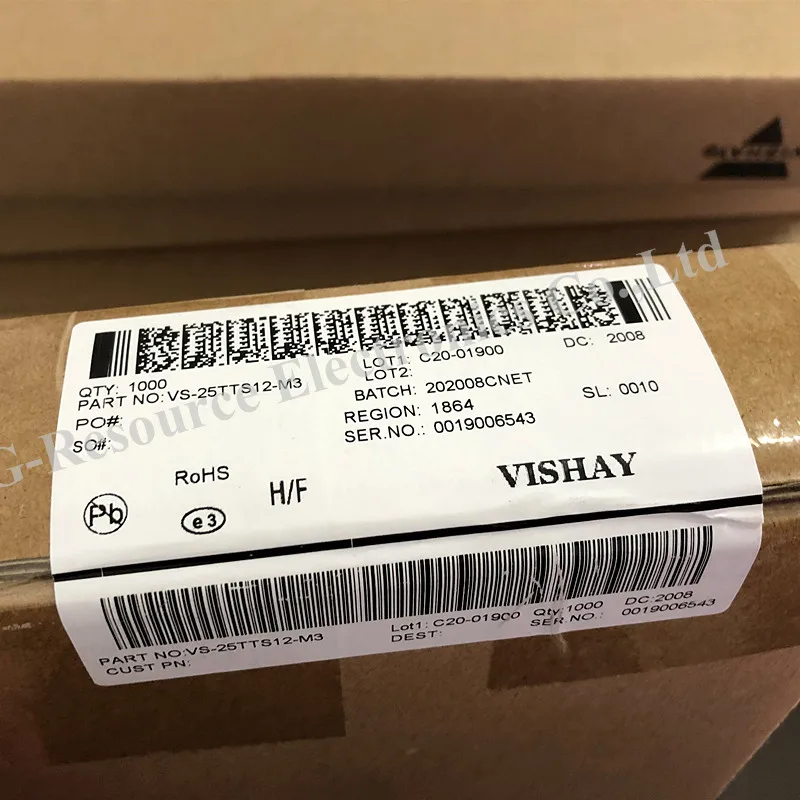 QTY: 1000 LOT1: C20-01900 DC: 2008
PART NO:VS-25TTS12-M3 LOT2:
PO#: BATCH: 202008CNET SL: 0010
SO#: REGION: 1864
SER.NO.: 0019006543
RoHS
H/F
VISHAY
Pb
e3
PART NO:VS-25TTS12-M3 Lot1: C20-01900 Qty:1000 DC:2008
CUST PN: DEST: SER.NO.: 0019006543
G-Resource Electronics Co., Ltd